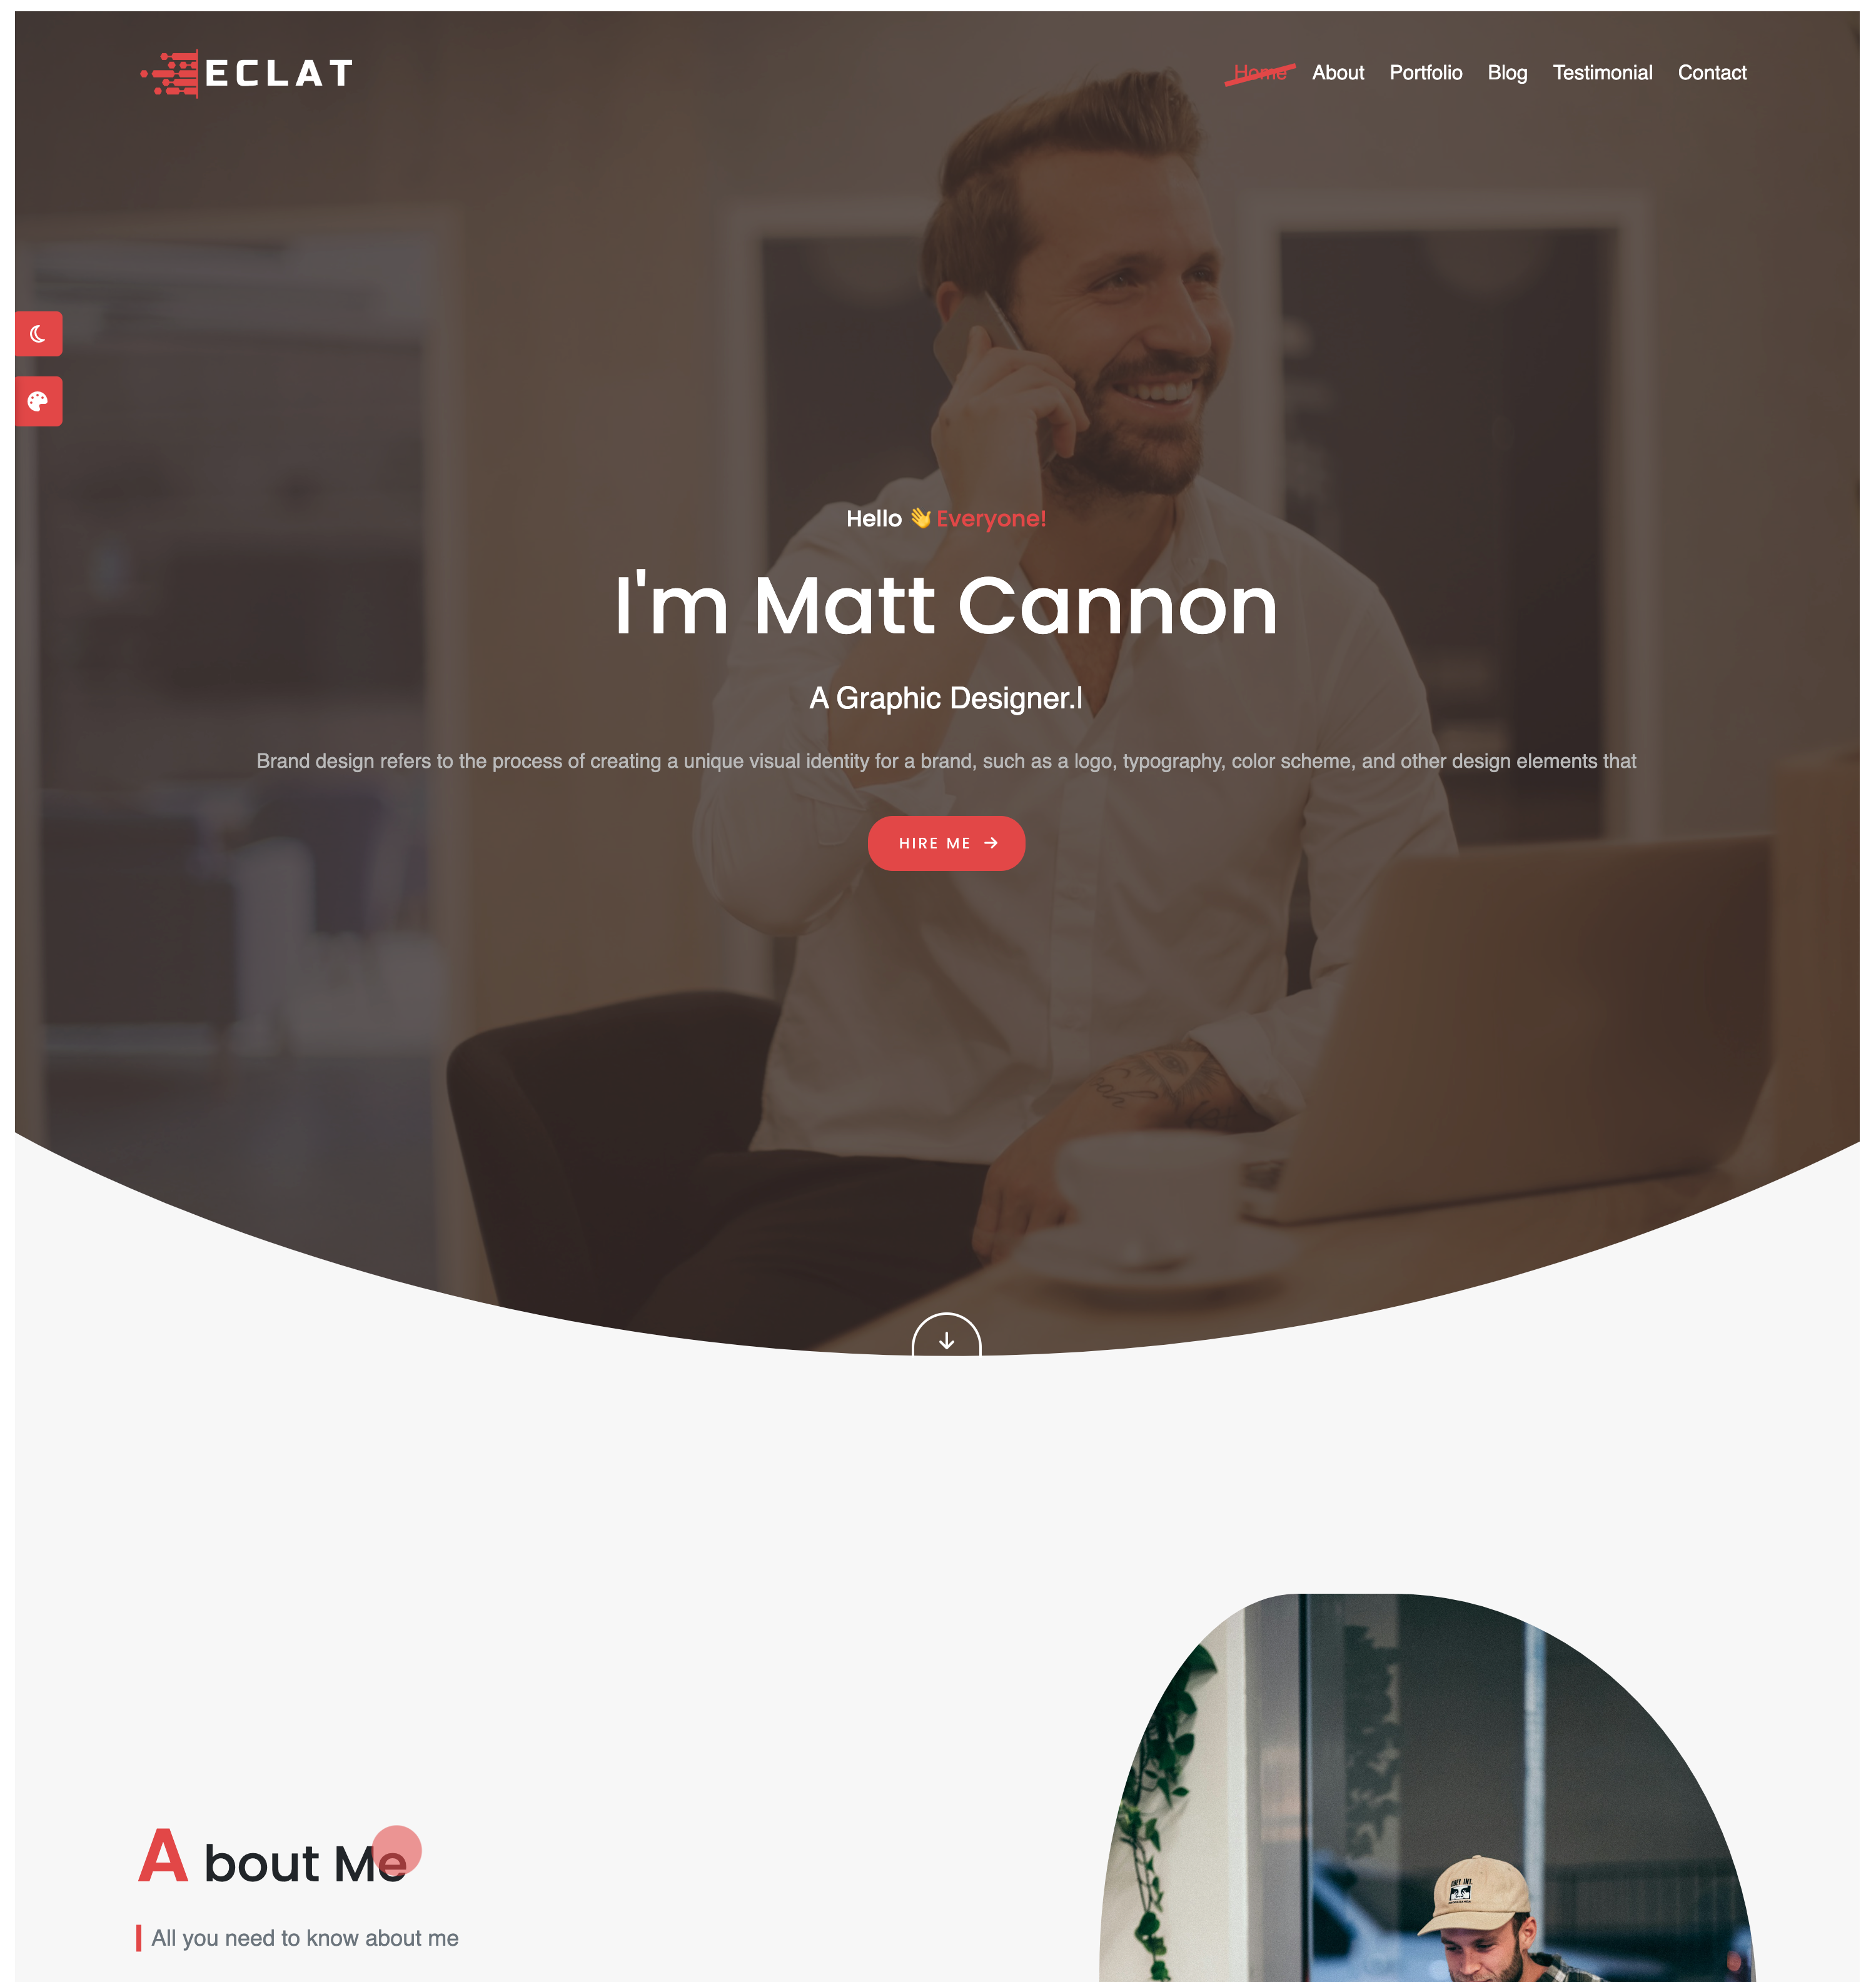 ECLAT
Home About Portfolio Blog Testimonial Contact
Hello 👋 Everyone!
I'm Matt Cannon
A Graphic Designer.|
Brand design refers to the process of creating a unique visual identity for a brand, such as a logo, typography, color scheme, and other design elements that
HIRE ME →
About Me
All you need to know about me